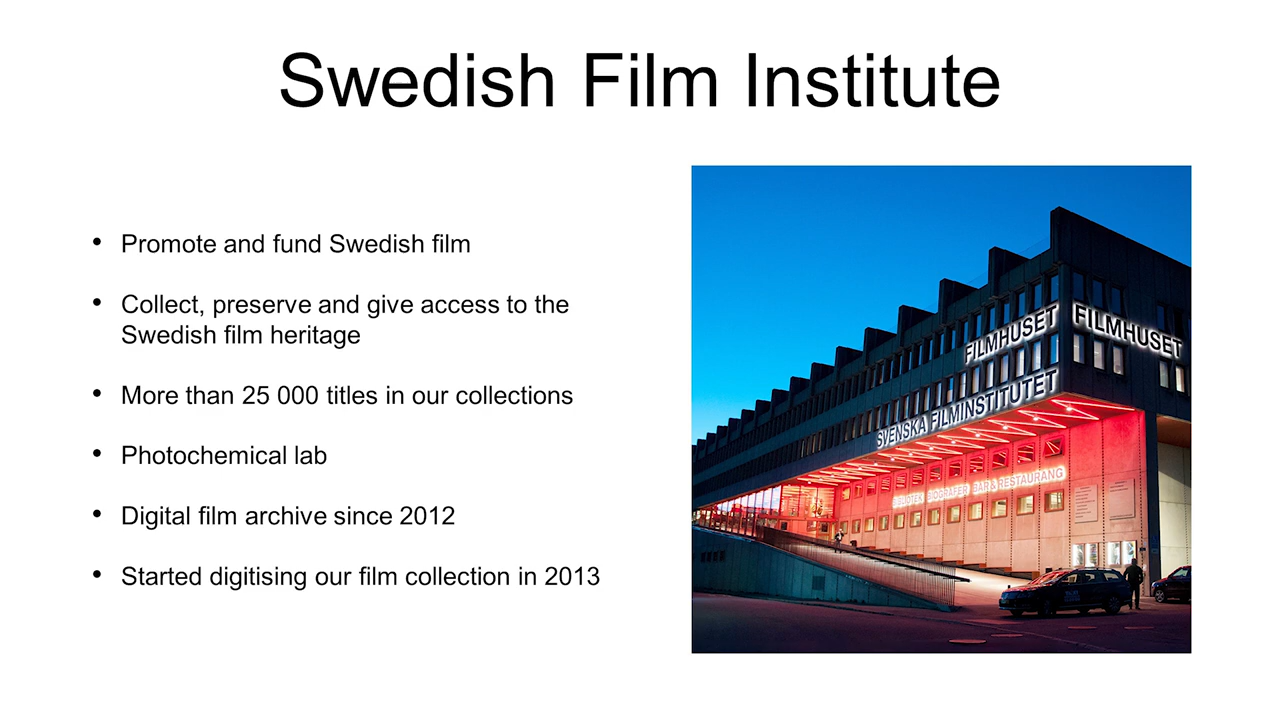 Swedish Film Institute
• Promote and fund Swedish film
• Collect, preserve and give access to the
Swedish film heritage
• More than 25 000 titles in our collections
• Photochemical lab
• Digital film archive since 2012
• Started digitising our film collection in 2013
FILMHUSET
FILMHUSET
SVENSKA FILMINSTITUTET
BIOGRAFER BAR & RESTAURANG